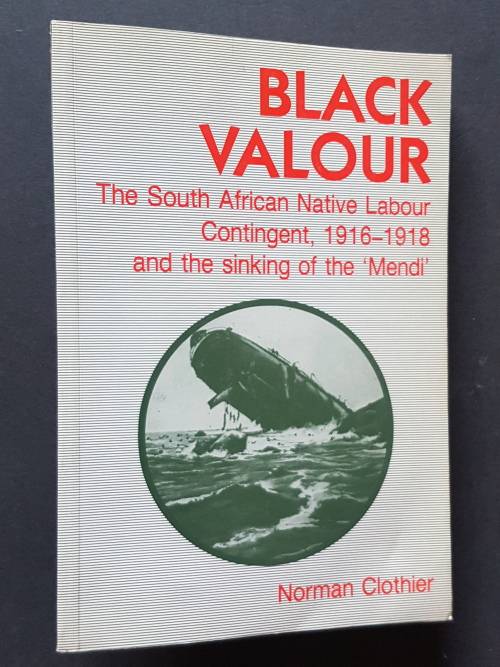 BLACK
VALOUR
The South African Native Labour
Contingent, 1916–1918
and the sinking of the ‘Mendi’
Norman Clothier